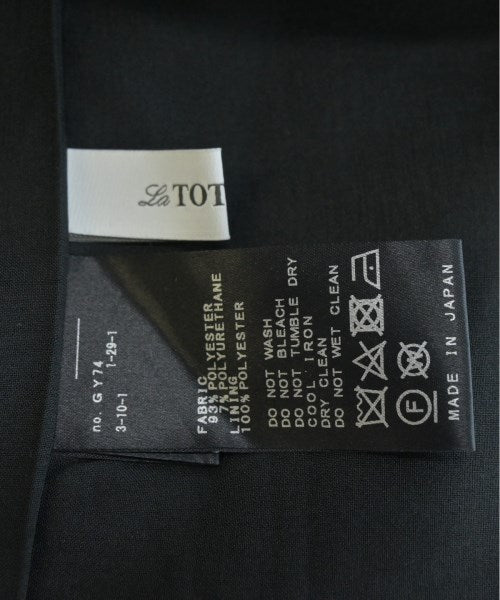 La TOT
no. GY74
1-29-1
3-10-1
FABRIC
93% POLYESTER
7% POLYURETHANE
LINING
100% POLYESTER
DO NOT WASH
DO NOT BLEACH
DO NOT TUMBLE DRY
COOL IRON
DRY CLEAN
DO NOT WET CLEAN
F
W
MADE IN JAPAN